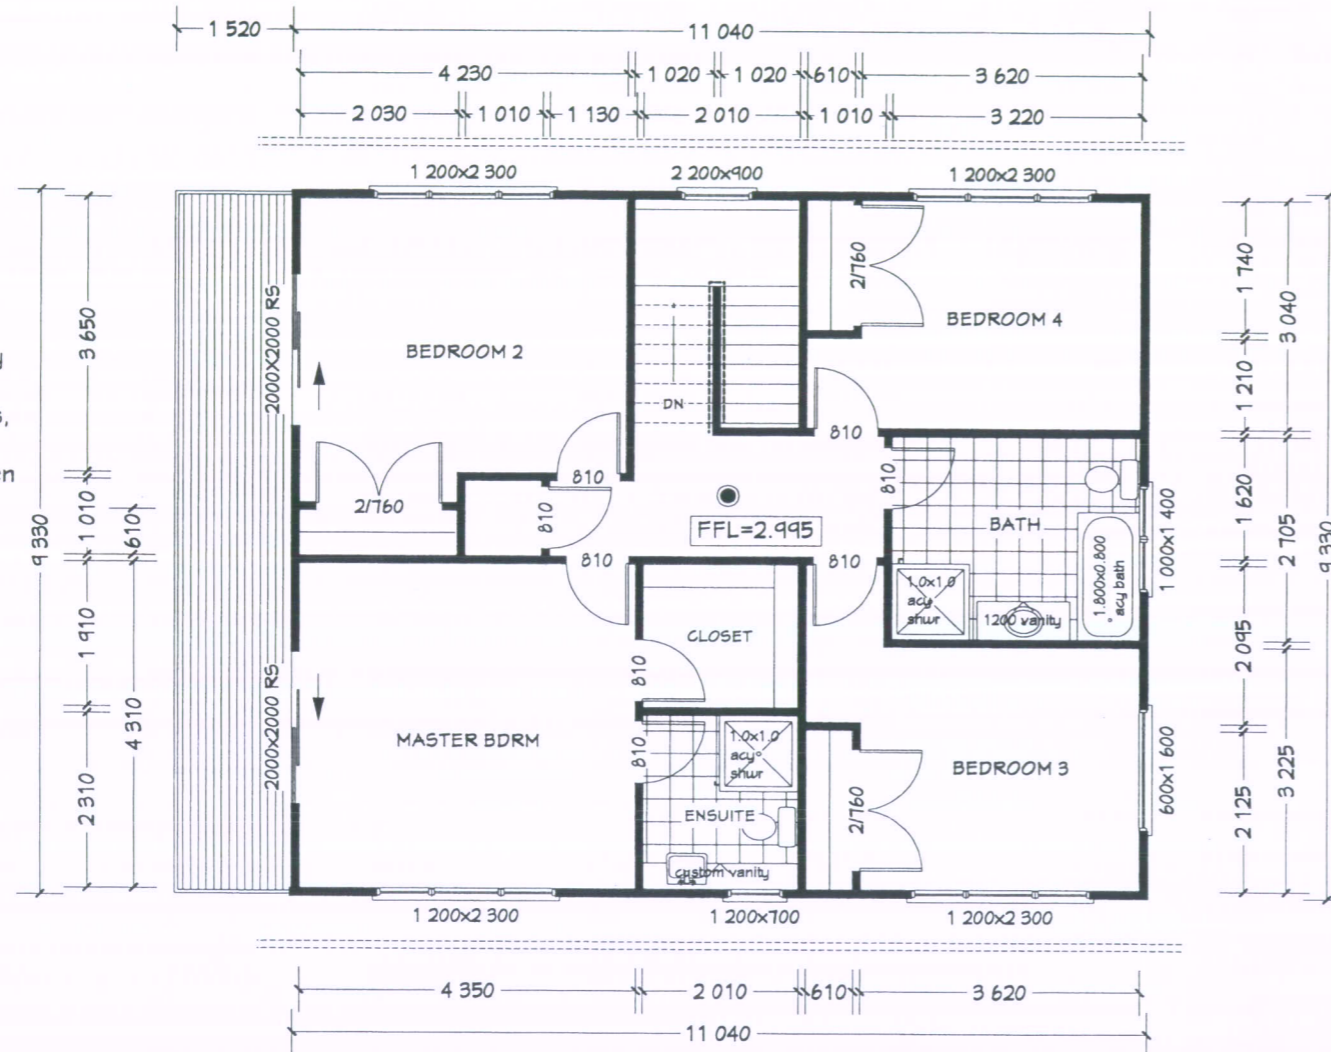 1 520
11 040
4 230
1 020
1 020
610
3 620
2 030
1 010
1 130
2 010
1 010
3 220
1 200x2 300
2 200x900
1 200x2 300
9 330
3 650
1 010
610
1 910
4 310
2 310
2000X2000 RS
2000x2000 RS
BEDROOM 2
2/760
810
810
810
DN
FFL=2.995
2/760
BEDROOM 4
810
810
810
BATH
1.0x1.0
acy
shwr
1200 vanity
1.800x0.800
acy bath
CLOSET
810
MASTER BDRM
810
1.0x1.0
acy
shwr
ENSUITE
custom vanity
2/760
BEDROOM 3
1 000x1 400
600x1 600
1 740
3 040
1 210
1 620
2 705
2 095
3 225
2 125
9 330
1 200x2 300
1 200x700
1 200x2 300
4 350
2 010
610
3 620
11 040